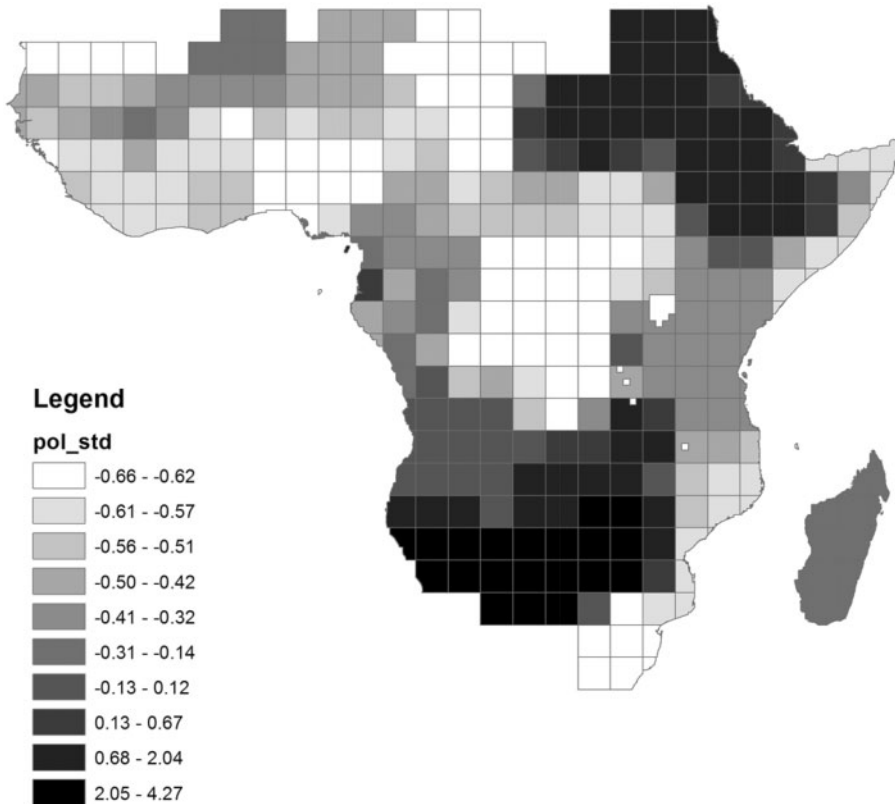 Legend
pol_std
-0.66 - -0.62
-0.61 - -0.57
-0.56 - -0.51
-0.50 - -0.42
-0.41 - -0.32
-0.31 - -0.14
-0.13 - 0.12
0.13 - 0.67
0.68 - 2.04
2.05 - 4.27